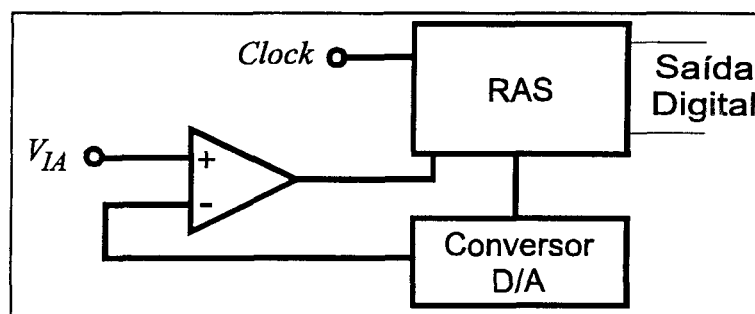 Clock
RAS
Saída
Digital
V_IA
+
-
Conversor
D/A